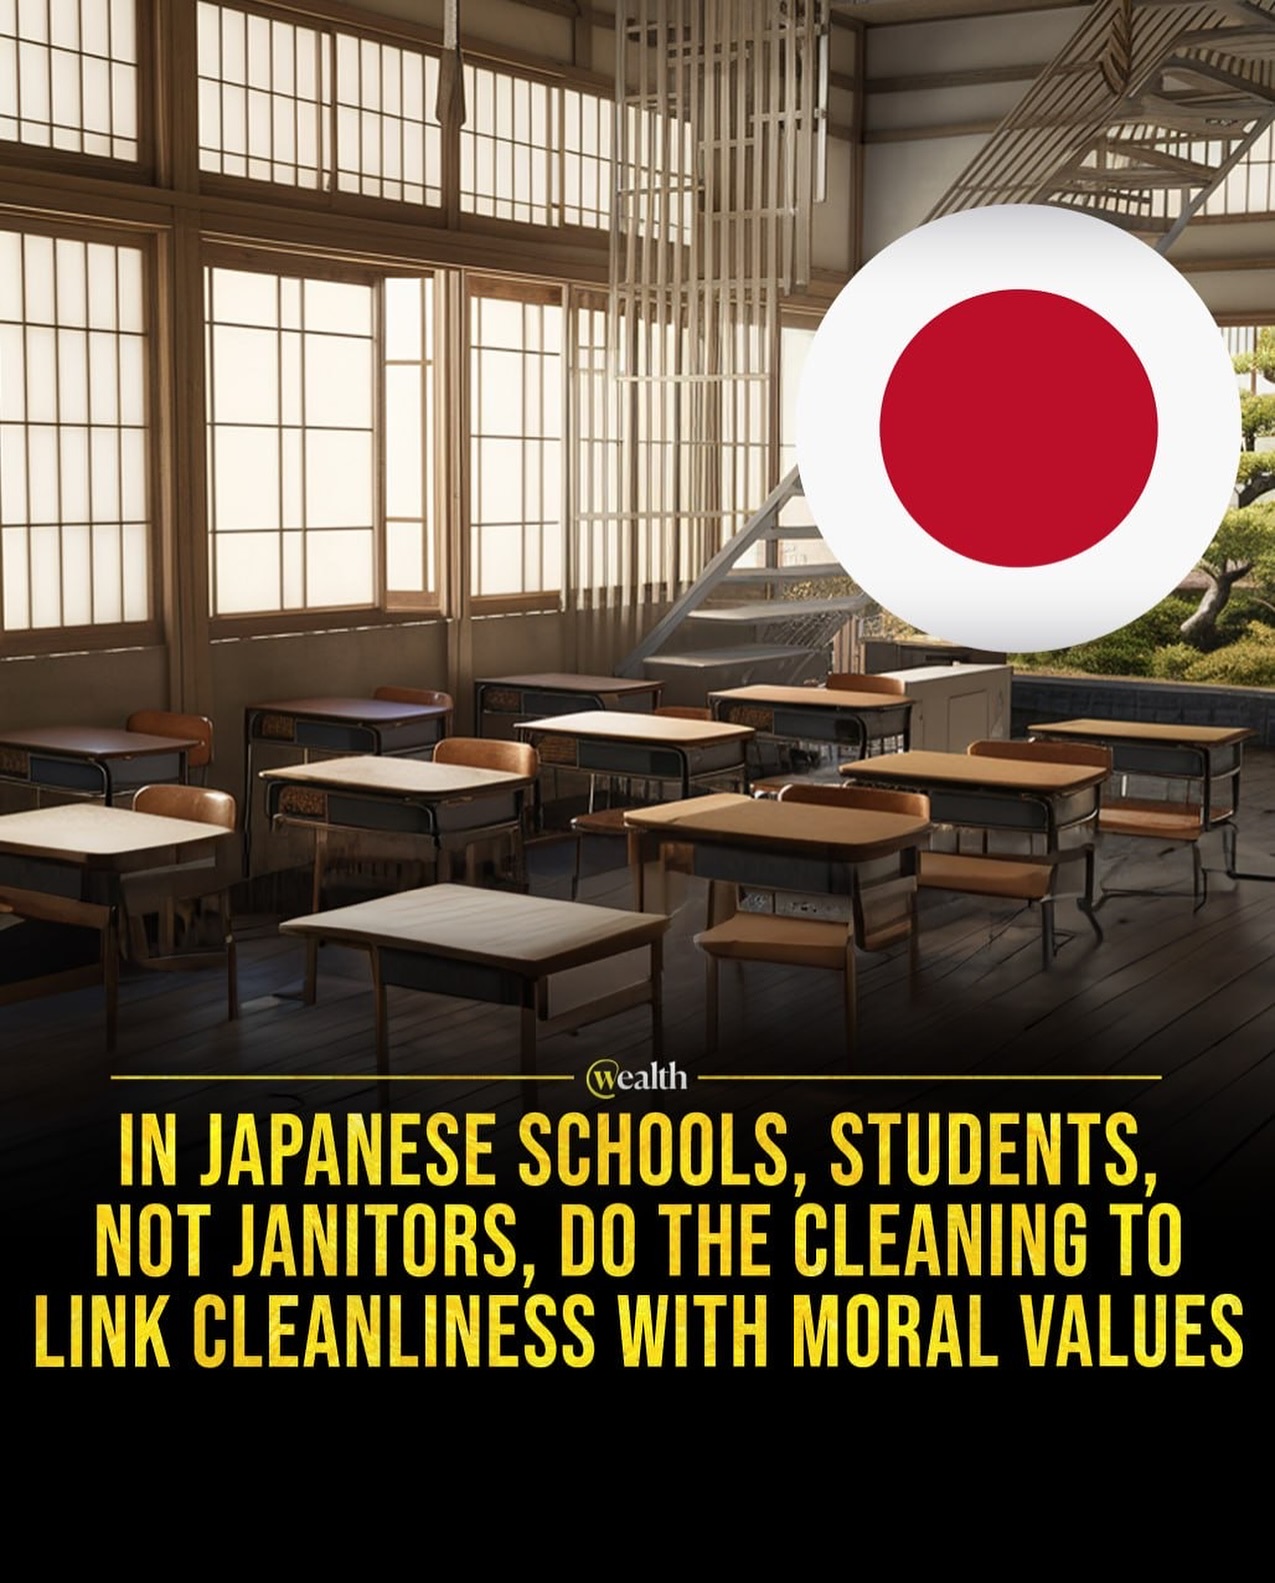 @wealth
IN JAPANESE SCHOOLS, STUDENTS,
NOT JANITORS, DO THE CLEANING TO
LINK CLEANLINESS WITH MORAL VALUES